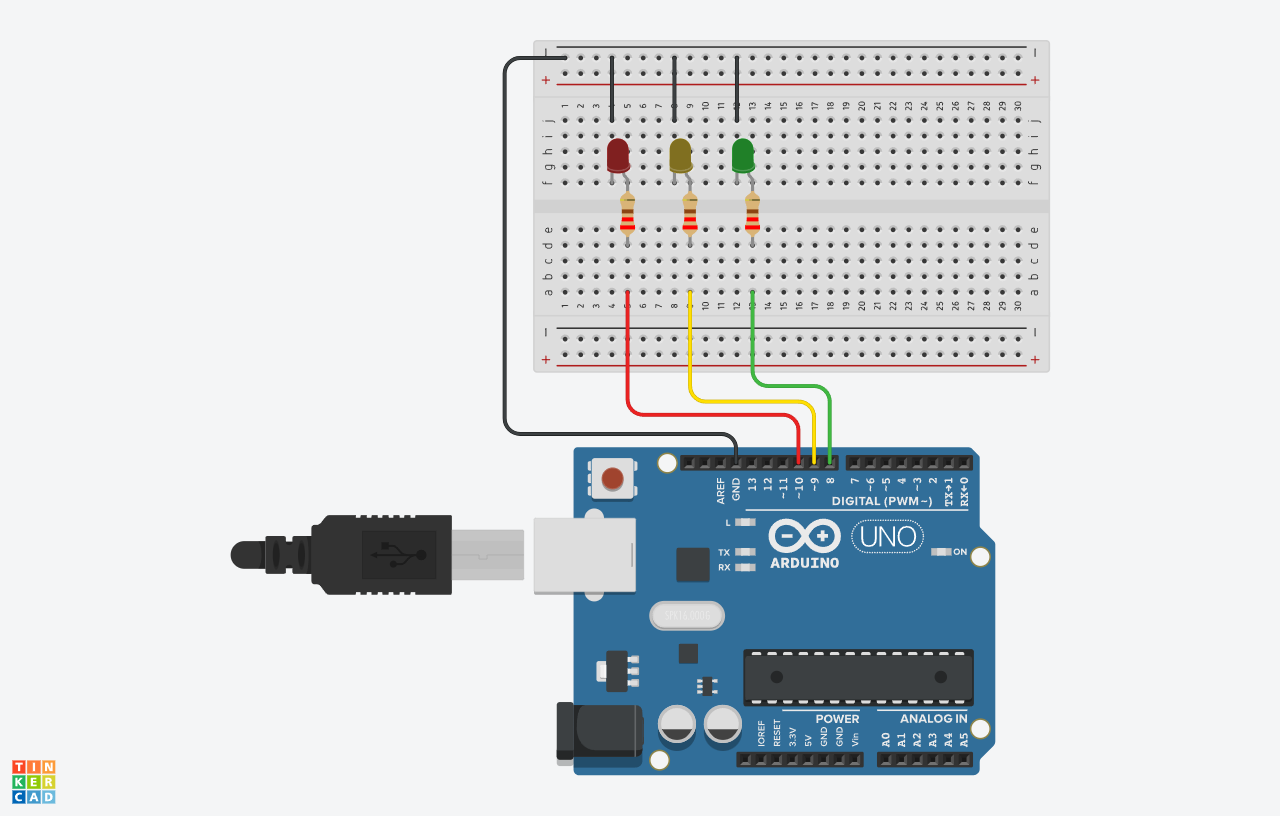 - -
+ +
1 2 3 4 5 6 7 8 9 10 11 12 13 14 15 16 17 18 19 20 21 22 23 24 25 26 27 28 29 30
j j
i i
h h
g g
f f
e e
d d
c c
b b
a a
1 2 3 4 5 6 7 8 9 10 11 12 13 14 15 16 17 18 19 20 21 22 23 24 25 26 27 28 29 30
- -
+ +
AREF GND 13 12 ~11 ~10 ~9 8 7 ~6 ~5 4 ~3 2 TX→1 RX←0
DIGITAL (PWM~)
L
TX
RX
UNO
ON
ARDUINO
POWER
ANALOG IN
IOREF RESET 3.3V 5V GND GND Vin A0 A1 A2 A3 A4 A5
TIN
KER
CAD